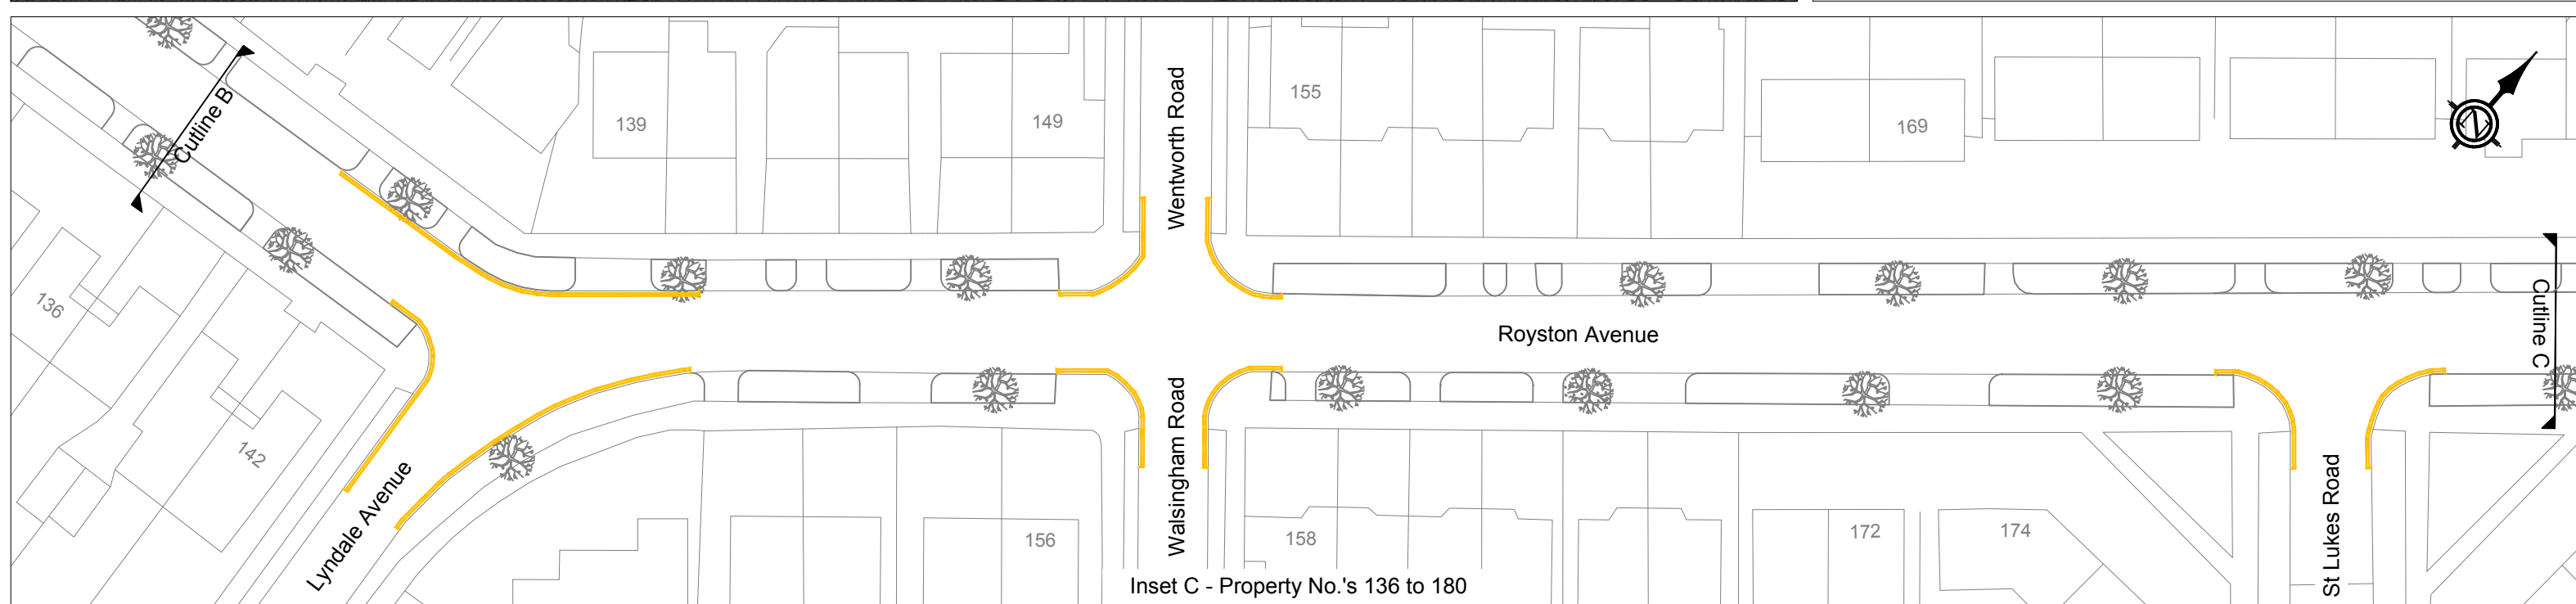 Cutline B
139
149
Wentworth Road
155
169
Cutline C
Royston Avenue
136
142
Lyndale Avenue
Walsingham Road
156
158
172
174
St Lukes Road
Inset C - Property No.'s 136 to 180